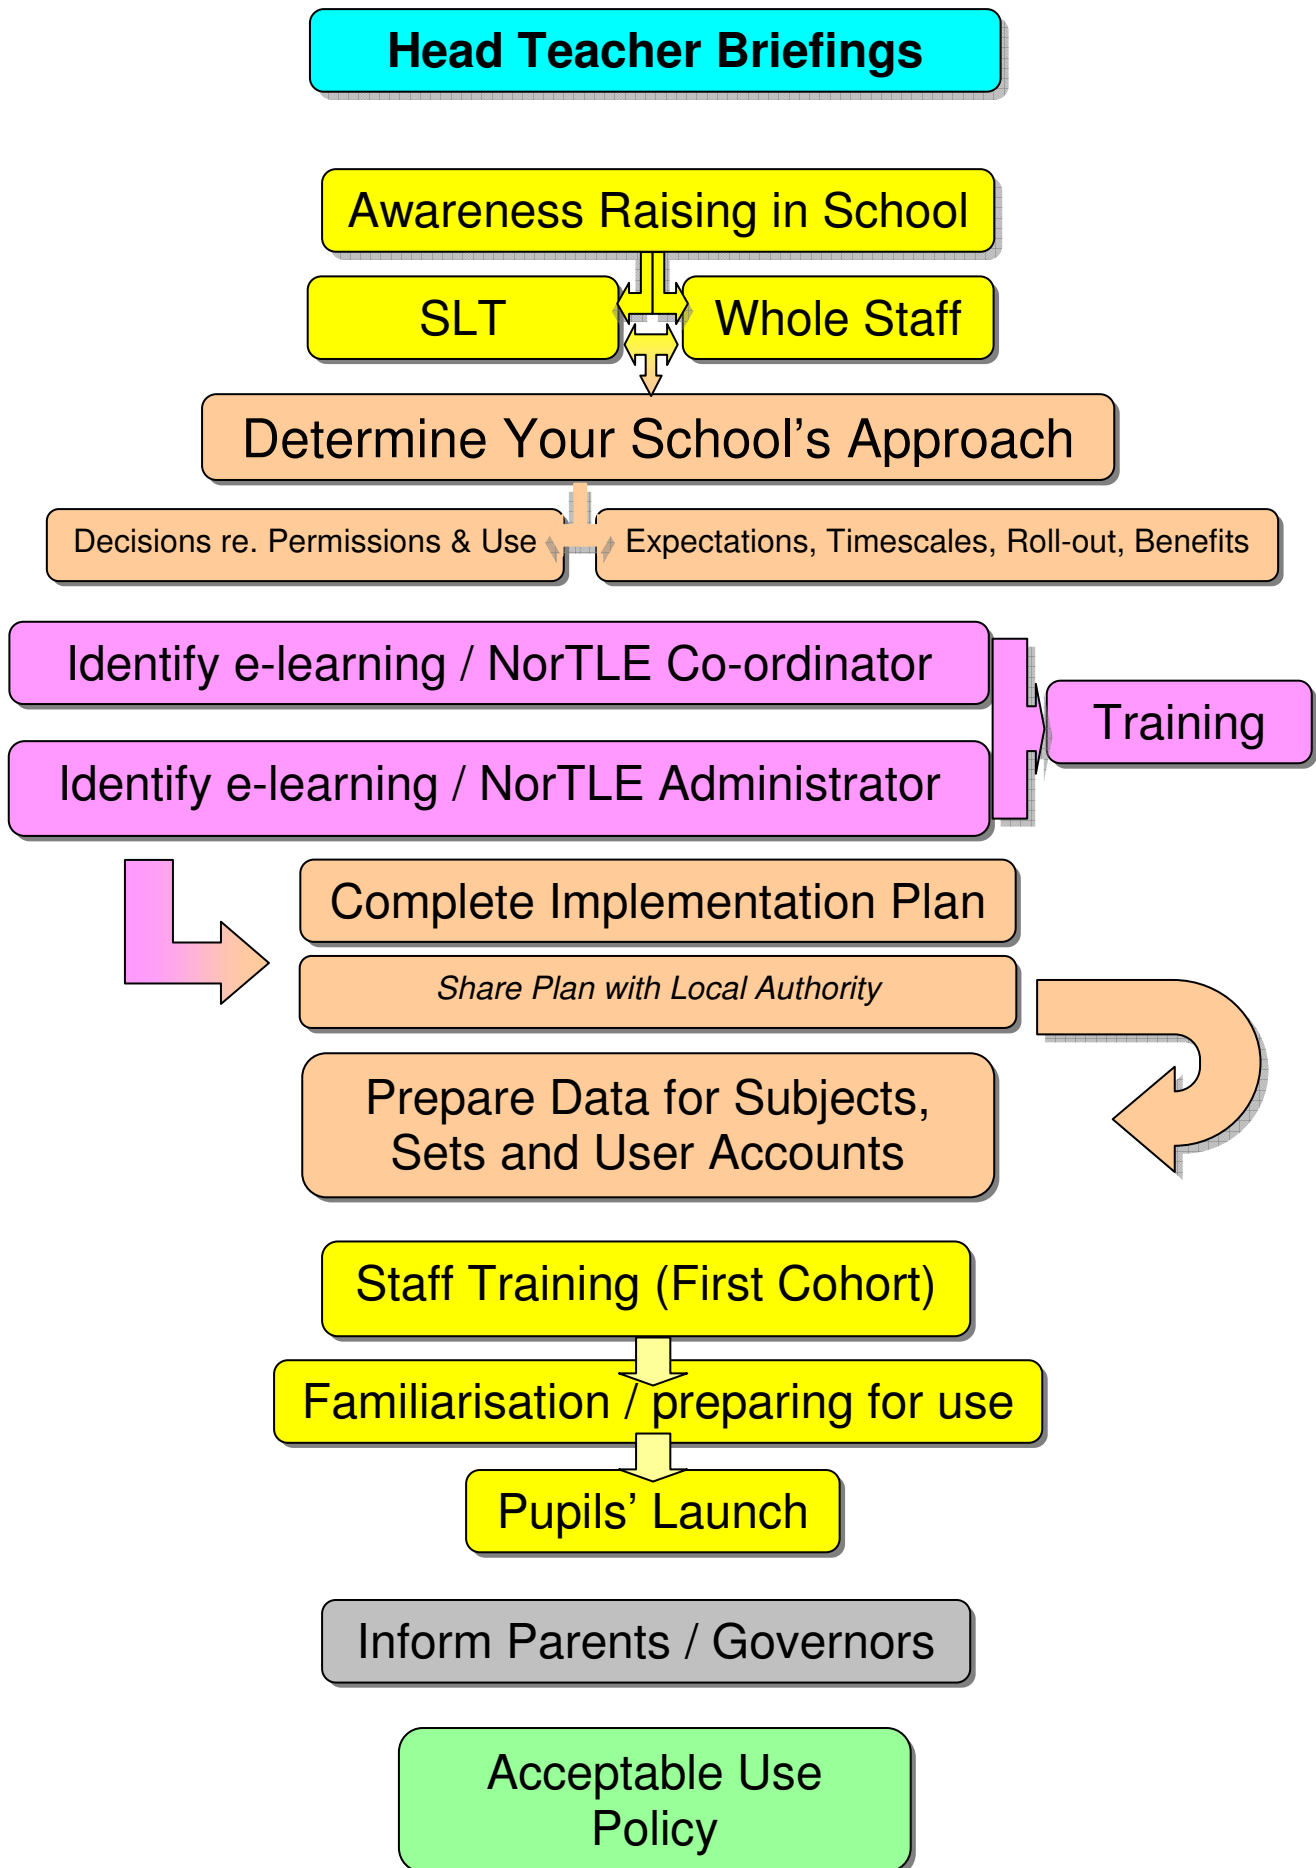 Head Teacher Briefings
Awareness Raising in School
SLT
Whole Staff
Determine Your School’s Approach
Decisions re. Permissions & Use
Expectations, Timescales, Roll-out, Benefits
Identify e-learning / NorTLE Co-ordinator
Training
Identify e-learning / NorTLE Administrator
Complete Implementation Plan
Share Plan with Local Authority
Prepare Data for Subjects,
Sets and User Accounts
Staff Training (First Cohort)
Familiarisation / preparing for use
Pupils’ Launch
Inform Parents / Governors
Acceptable Use
Policy